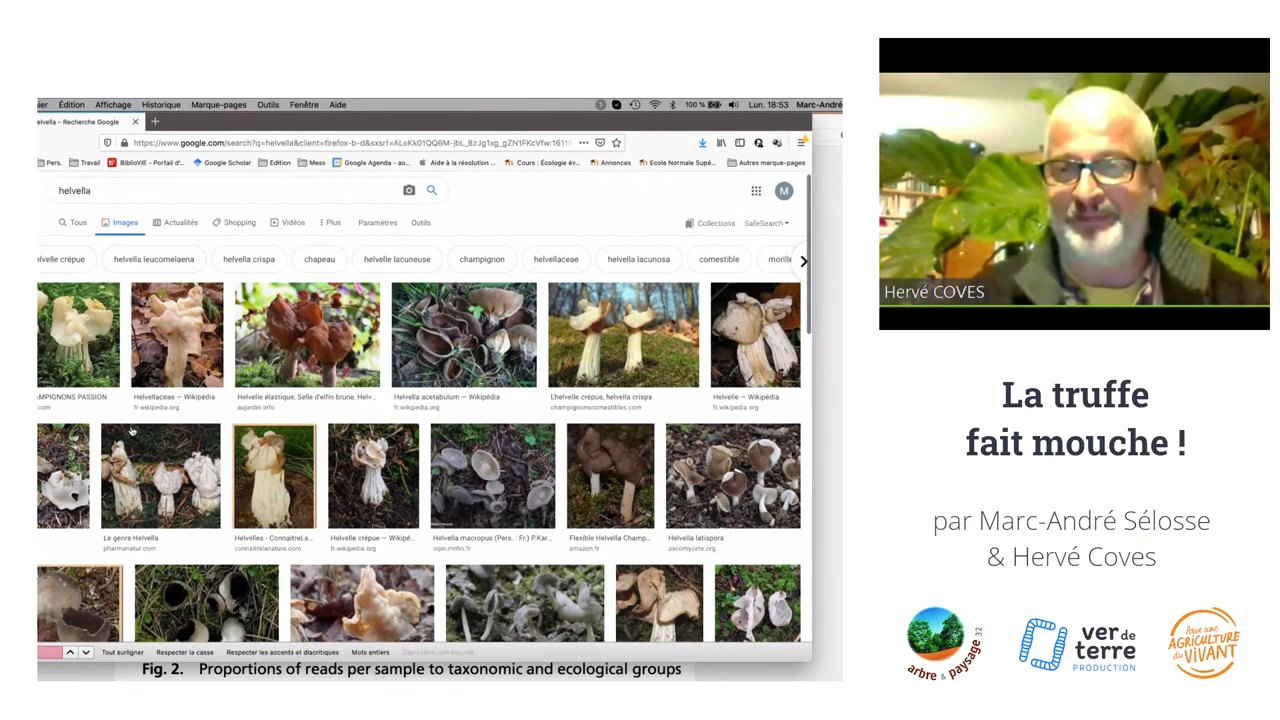 ier Édition Affichage Historique Marque-pages Outils Fenêtre Aide 100 % Lun. 18:53 Marc-André
elvella – Recherche Google
https://www.google.com/search?q=helvella&client=firefox-b-d&sxsrf=ALeKk01QQ6M-jbL_BzJg1xg_gZN1FKcVfw:1611
Pers. Travail BiblioVIE - Portail d'... Google Scholar Edition Mess Google Agenda - ao... Aide à la résolution ... Cours : Écologie év... Annonces Ecole Normale Supé... Autres marque-pages
helvella
M
Tous Images Actualités Shopping Vidéos Plus Paramètres Outils Collections SafeSearch
elvelle crépue helvella leucomelaena helvella crispa chapeau helvelle lacuneuse champignon helvellaceae helvella lacunosa comestible morille
AMPIGNONS PASSION Helvellaceae — Wikipédia Helvelle élastique, Selle d'elfin brune, Helv... Helvella acetabulum — Wikipédia L'helvelle crépue, helvella crispa Helvelle — Wikipédia
com fr.wikipedia.org aujardin.info fr.wikipedia.org champignonscomestibles.com fr.wikipedia.org
Le genre Helvella Helvelles - ConnaitreLa... Helvelle crépue — Wikipé... Helvella macropus (Pers. : Fr.) P.Kar... Flexible Helvella Champ... Helvella latispora
pharmanatur.com connaitrelanature.com fr.wikipedia.org inpn.mnhn.fr amazon.fr ascomycete.org
Tout surligner Respecter la casse Respecter les accents et diacritiques Mots entiers
Fig. 2. Proportions of reads per sample to taxonomic and ecological groups
Hervé COVES
La truffe
fait mouche !
par Marc-André Sélosse
& Hervé Coves
arbre & paysage 32
ver de
terre
PRODUCTION
Pour une
AGRICULTURE
du VIVANT